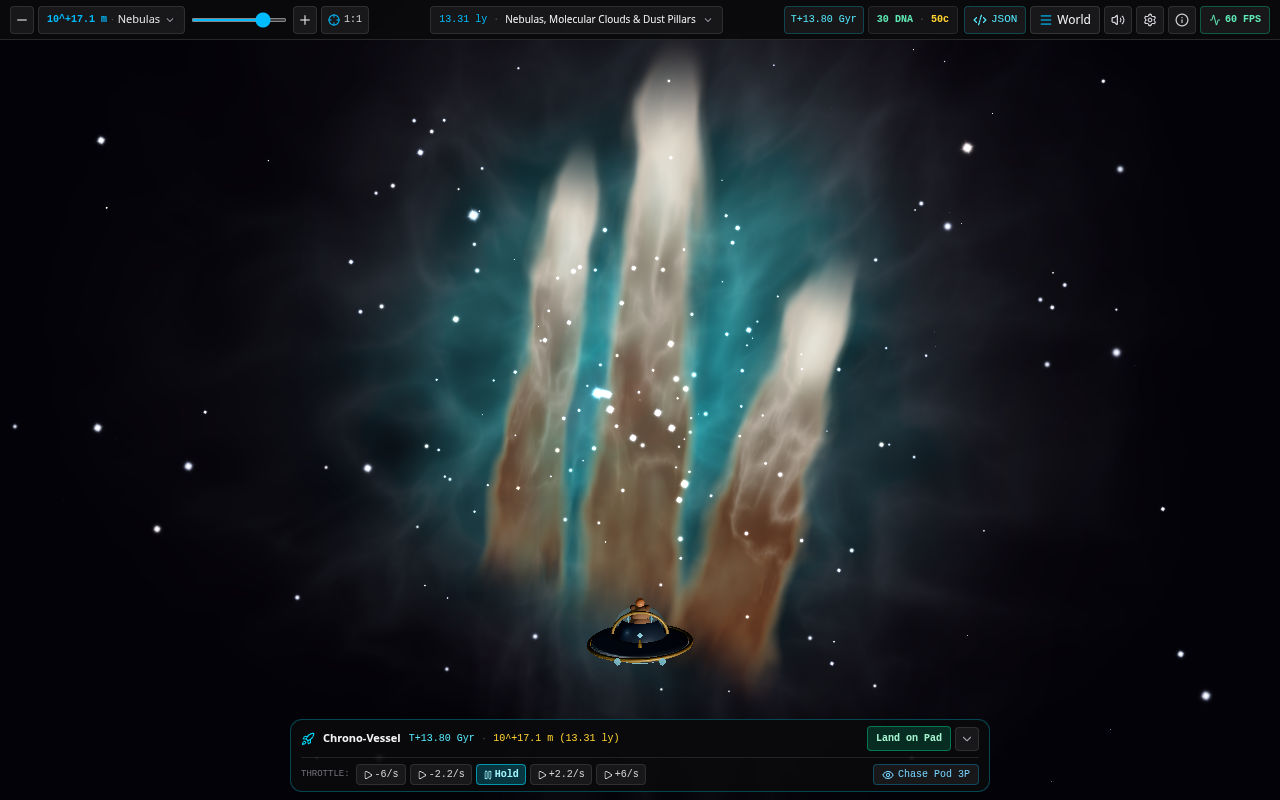 10^+17.1 m · Nebulas
1:1
13.31 ly · Nebulas, Molecular Clouds & Dust Pillars
T+13.80 Gyr
30 DNA · 50c
JSON
World
60 FPS
Chrono-Vessel T+13.80 Gyr · 10^+17.1 m (13.31 ly)
Land on Pad
THROTTLE: -6/s -2.2/s Hold +2.2/s +6/s
Chase Pod 3P